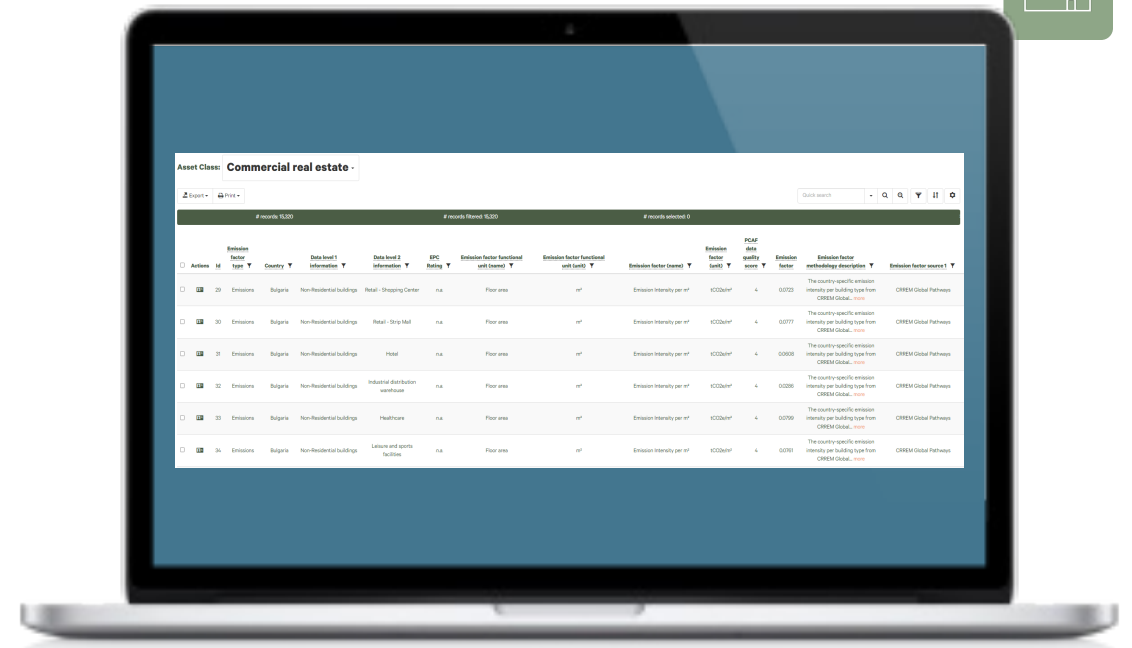 Asset Class: Commercial real estate
Export Print Quick search
# records: 15,320 # records filtered: 15,320 # records selected: 0
Actions Id Emission factor type Country Data level 1 information Data level 2 information EPC Rating Emission factor functional unit (name) Emission factor functional unit (unit) Emission factor (name) Emission factor (unit) PCAF data quality score Emission factor Emission factor methodology description Emission factor source 1
29 Emissions Bulgaria Non-Residential buildings Retail - Shopping Center n.a. Floor area m² Emission Intensity per m² tCO2e/m² 4 0.0723 The country-specific emission intensity per building type from CRREM Global... more CRREM Global Pathways
30 Emissions Bulgaria Non-Residential buildings Retail - Strip Mall n.a. Floor area m² Emission Intensity per m² tCO2e/m² 4 0.0777 The country-specific emission intensity per building type from CRREM Global... more CRREM Global Pathways
31 Emissions Bulgaria Non-Residential buildings Hotel n.a. Floor area m² Emission Intensity per m² tCO2e/m² 4 The country-specific emission intensity per building type from CRREM Global... more CRREM Global Pathways
32 Emissions Bulgaria Non-Residential buildings Industrial distribution warehouse n.a. Floor area m² Emission Intensity per m² tCO2e/m² 4 0.0286 The country-specific emission intensity per building type from CRREM Global... more CRREM Global Pathways
33 Emissions Bulgaria Non-Residential buildings Healthcare n.a. Floor area m² Emission Intensity per m² tCO2e/m² 4 0.0799 The country-specific emission intensity per building type from CRREM Global... more CRREM Global Pathways
34 Emissions Bulgaria Non-Residential buildings Leisure and sports facilities n.a. Floor area m² Emission Intensity per m² tCO2e/m² 4 0.0761 The country-specific emission intensity per building type from CRREM Global... more CRREM Global Pathways